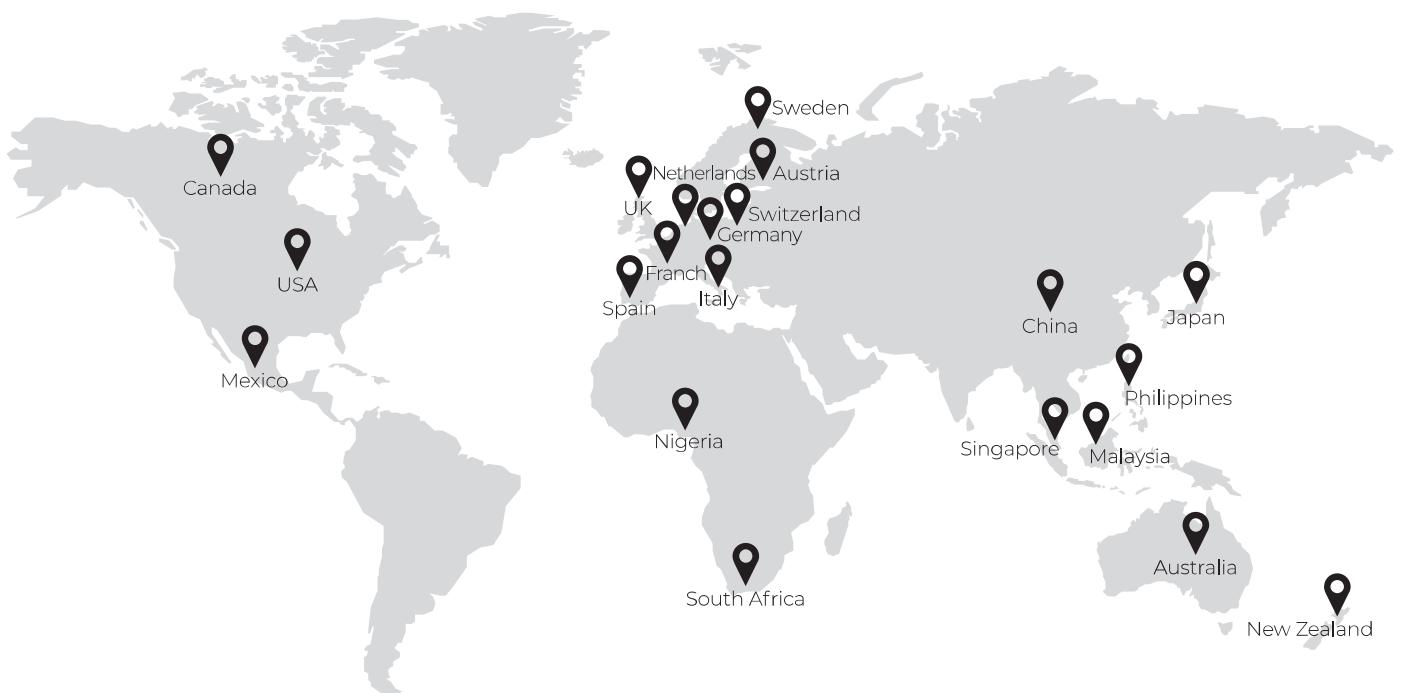 Sweden
Canada
Netherlands
Austria
UK
Switzerland
Germany
USA
Franch
Italy
Spain
China
Japan
Mexico
Philippines
Nigeria
Singapore
Malaysia
Australia
South Africa
New Zealand